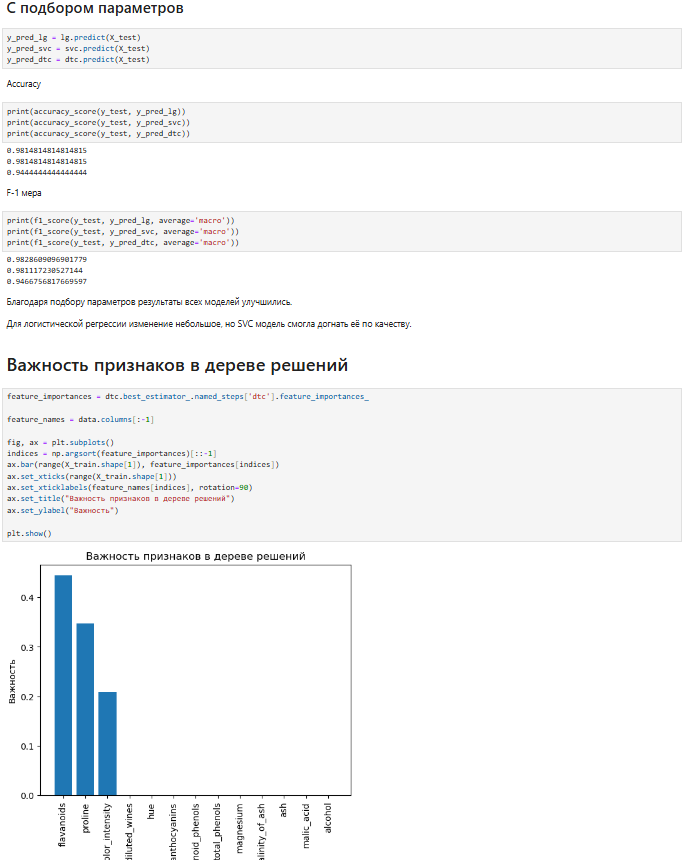 С подбором параметров
y_pred_lg = lg.predict(X_test)
y_pred_svc = svc.predict(X_test)
y_pred_dtc = dtc.predict(X_test)
Accuracy
print(accuracy_score(y_test, y_pred_lg))
print(accuracy_score(y_test, y_pred_svc))
print(accuracy_score(y_test, y_pred_dtc))
0.9814814814814815
0.9814814814814815
0.9444444444444444
F-1 мера
print(f1_score(y_test, y_pred_lg, average='macro'))
print(f1_score(y_test, y_pred_svc, average='macro'))
print(f1_score(y_test, y_pred_dtc, average='macro'))
0.9828609096901779
0.981117230527144
0.9466756817669597
Благодаря подбору параметров результаты всех моделей улучшились.
Для логистической регрессии изменение небольшое, но SVC модель смогла догнать её по качеству.
Важность признаков в дереве решений
feature_importances = dtc.best_estimator_.named_steps['dtc'].feature_importances_
feature_names = data.columns[:-1]
fig, ax = plt.subplots()
indices = np.argsort(feature_importances)[::-1]
ax.bar(range(X_train.shape[1]), feature_importances[indices])
ax.set_xticks(range(X_train.shape[1]))
ax.set_xticklabels(feature_names[indices], rotation=90)
ax.set_title("Важность признаков в дереве решений")
ax.set_ylabel("Важность")
plt.show()
Важность признаков в дереве решений
Важность
0.4
0.3
0.2
0.1
0.0
flavanoids
proline
olor_intensity
diluted_wines
hue
anthocyanins
noid_phenols
total_phenols
magnesium
alinity_of_ash
ash
malic_acid
alcohol